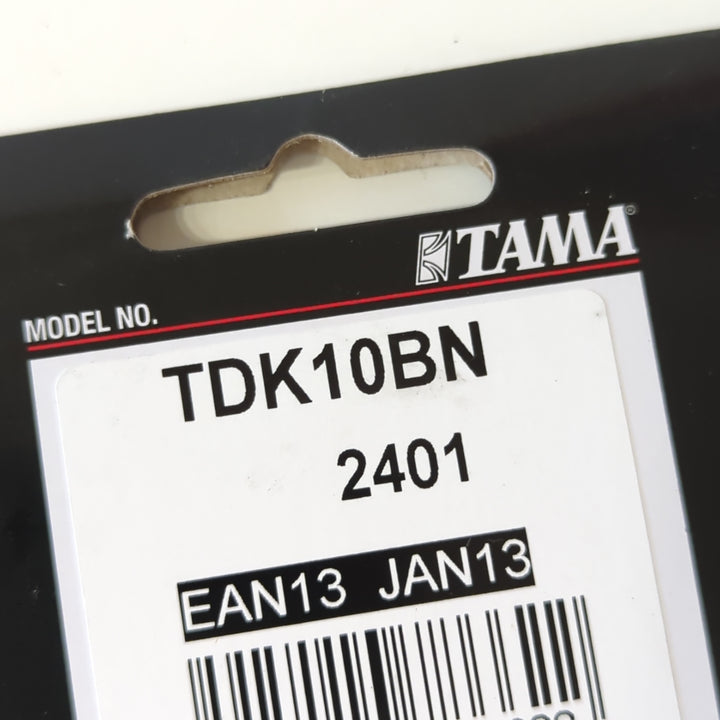 TAMA®
MODEL NO.
TDK10BN
2401
EAN13 JAN13